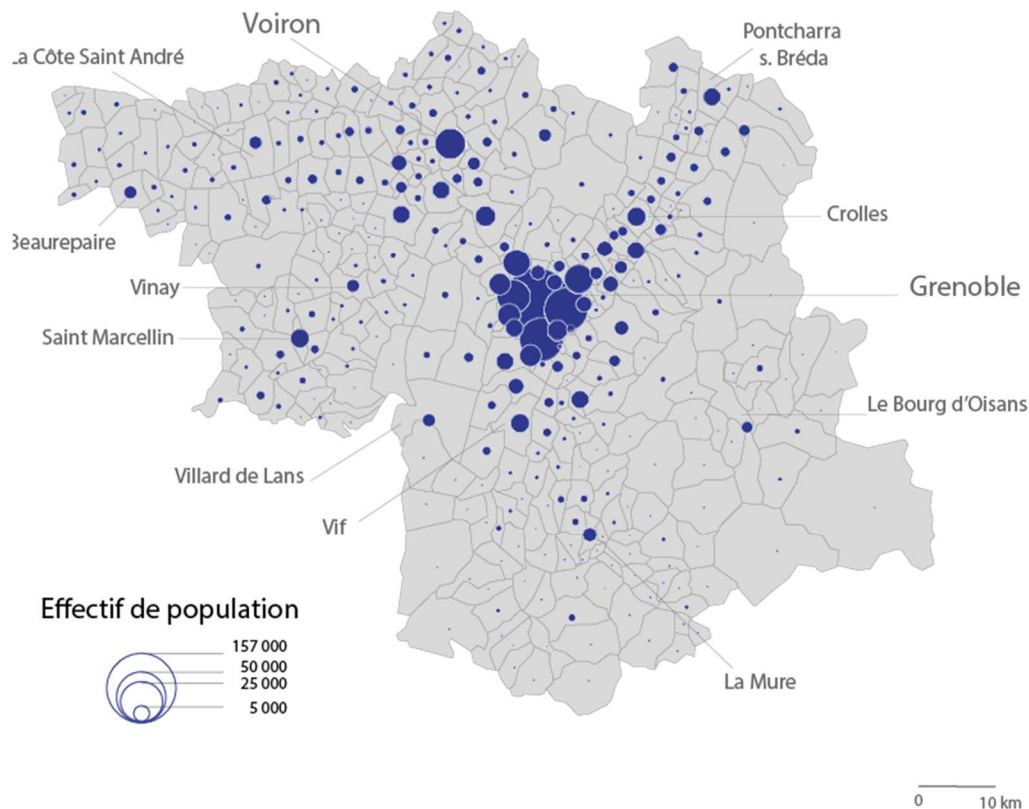 Voiron
Pontcharra
s. Bréda
La Côte Saint André
Crolles
Beaurepaire
Vinay
Grenoble
Saint Marcellin
Le Bourg d'Oisans
Villard de Lans
Vif
Effectif de population
157 000
50 000
25 000
5 000
La Mure
0 10 km